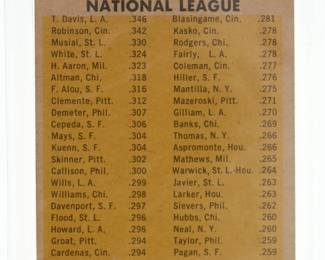 NATIONAL LEAGUE
T. Davis, L. A. .346
Robinson, Cin. .342
Musial, St. L. .330
White, St. L. .324
H. Aaron, Mil. .323
Altman, Chi. .318
F. Alou, S. F. .316
Clemente, Pitt. .312
Demeter, Phil. .307
Cepeda, S. F. .306
Mays, S. F. .304
Kuenn, S. F. .304
Skinner, Pitt. .302
Callison, Phil. .300
Wills, L. A. .299
Williams, Chi. .298
Davenport, S. F. .297
Flood, St. L. .296
Howard, L. A. .296
Groat, Pitt. .294
Cardenas, Cin. .294
Blasingame, Cin. .281
Kasko, Cin. .278
Rodgers, Chi. .278
Fairly, L. A. .278
Coleman, Cin. .277
Hiller, S. F. .276
Mantilla, N. Y. .275
Mazeroski, Pitt. .271
Gilliam, L. A. .270
Banks, Chi. .269
Thomas, N. Y. .266
Aspromonte, Hou. .266
Mathews, Mil. .265
Warwick, St. L.-Hou. .264
Javier, St. L. .263
Larker, Hou. .263
Sievers, Phil. .262
Hubbs, Chi. .260
Neal, N. Y. .260
Taylor, Phil. .259
Pagan, S. F. .259